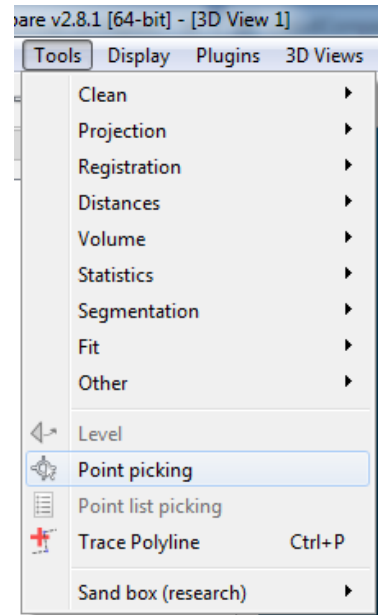 pare v2.8.1 [64-bit] - [3D View 1]
Tools Display Plugins 3D Views
Clean
Projection
Registration
Distances
Volume
Statistics
Segmentation
Fit
Other
Level
Point picking
Point list picking
Trace Polyline Ctrl+P
Sand box (research)